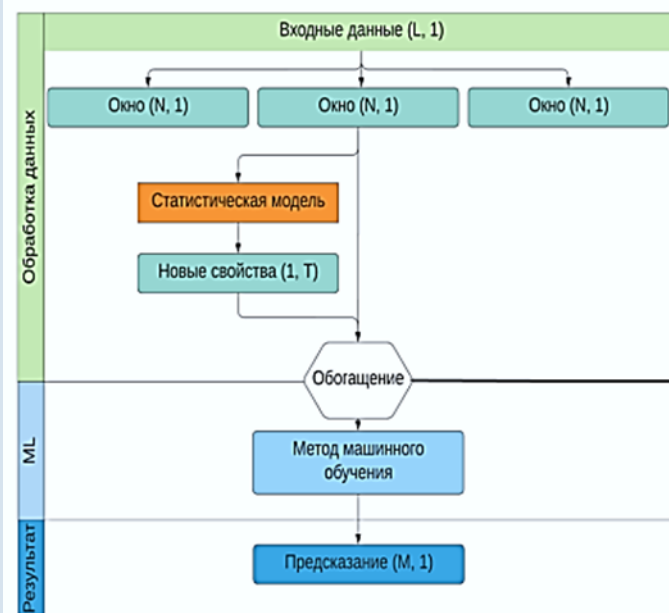 Входные данные (L, 1)
Окно (N, 1)
Окно (N, 1)
Окно (N, 1)
Обработка данных
Статистическая модель
Новые свойства (1, T)
Обогащение
ML
Метод машинного
обучения
Результат
Предсказание (M, 1)